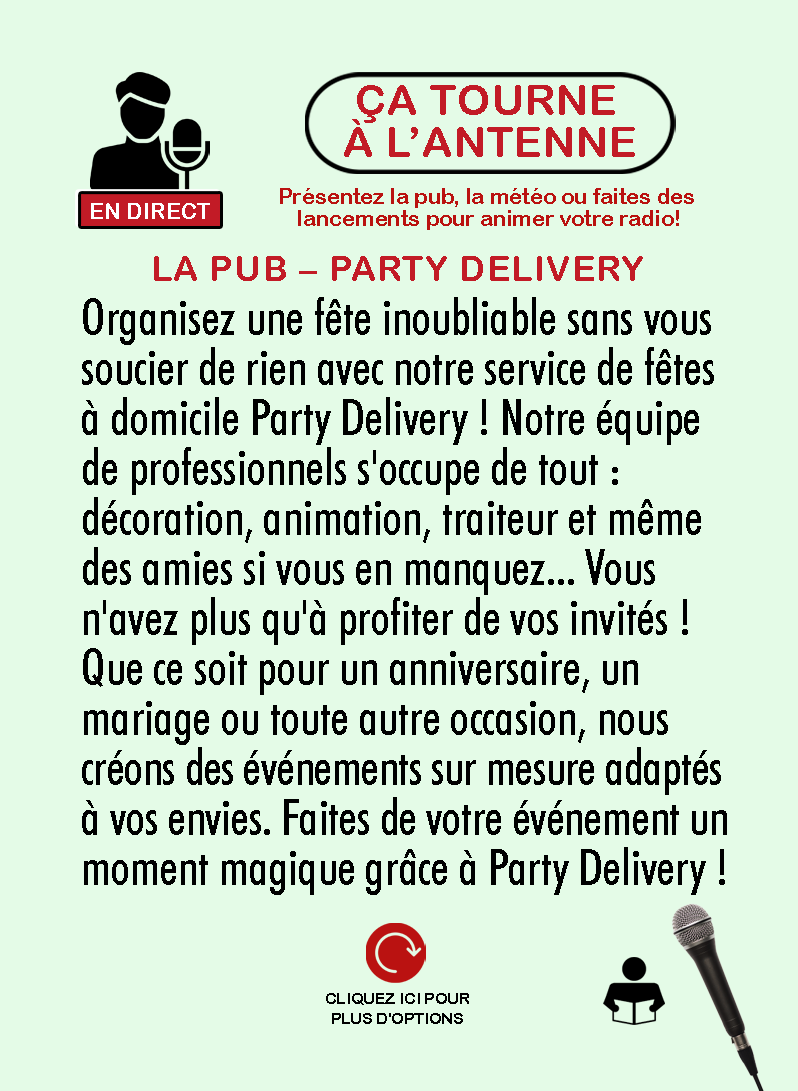 ÇA TOURNE
À L'ANTENNE
EN DIRECT
Présentez la pub, la météo ou faites des
lancements pour animer votre radio!
LA PUB – PARTY DELIVERY
Organisez une fête inoubliable sans vous
soucier de rien avec notre service de fêtes
à domicile Party Delivery ! Notre équipe
de professionnels s'occupe de tout :
décoration, animation, traiteur et même
des amies si vous en manquez... Vous
n'avez plus qu'à profiter de vos invités !
Que ce soit pour un anniversaire, un
mariage ou toute autre occasion, nous
créons des événements sur mesure adaptés
à vos envies. Faites de votre événement un
moment magique grâce à Party Delivery !
CLIQUEZ ICI POUR
PLUS D'OPTIONS